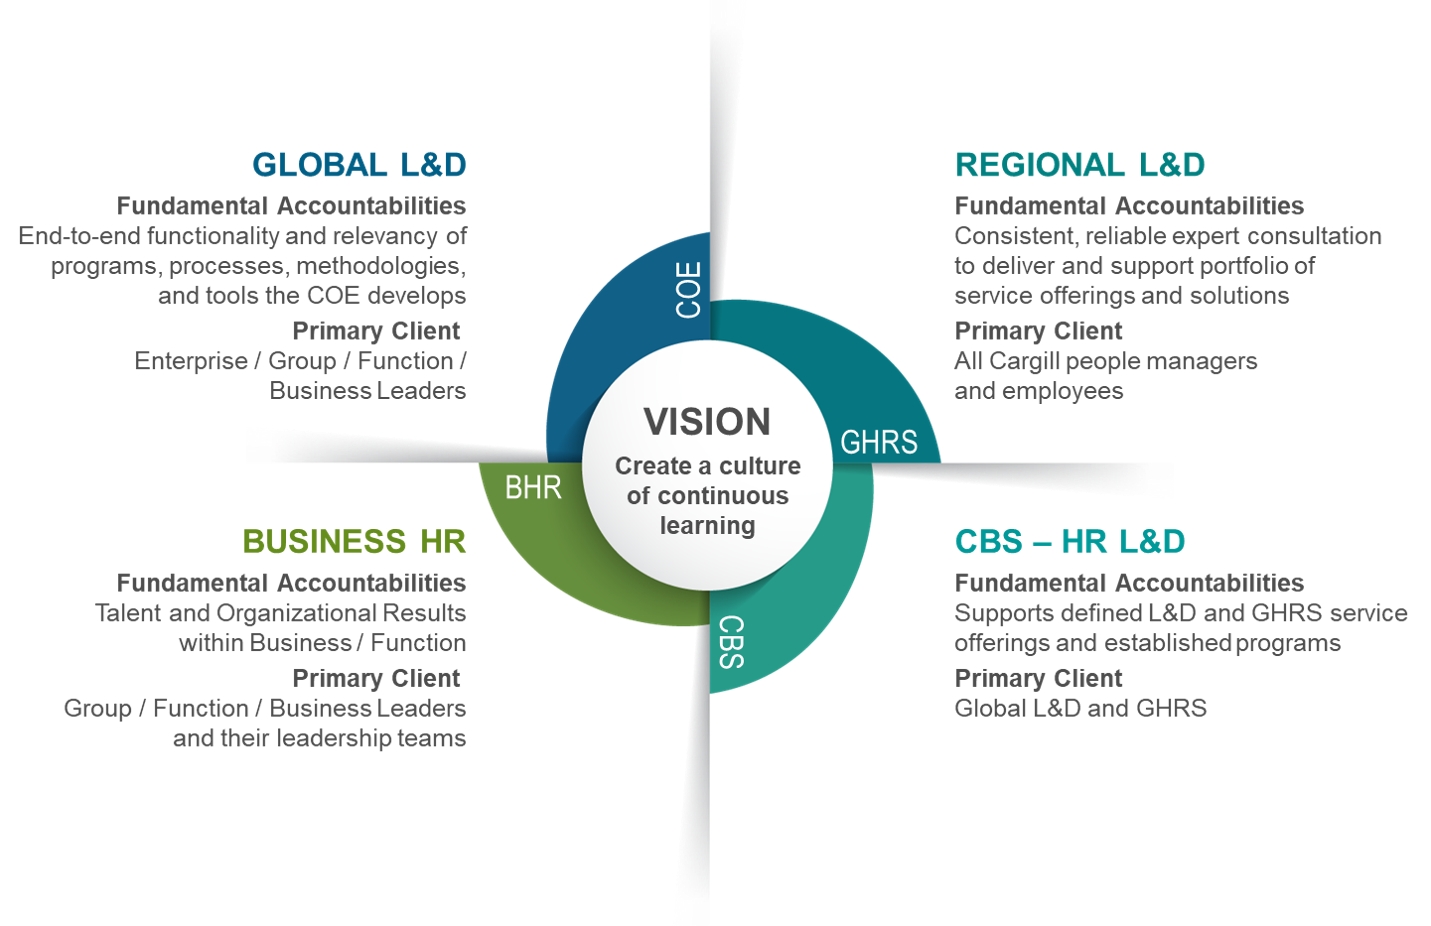 GLOBAL L&D
Fundamental Accountabilities
End-to-end functionality and relevancy of
programs, processes, methodologies,
and tools the COE develops
Primary Client
Enterprise / Group / Function /
Business Leaders
REGIONAL L&D
Fundamental Accountabilities
Consistent, reliable expert consultation
to deliver and support portfolio of
service offerings and solutions
Primary Client
All Cargill people managers
and employees
COE
GHRS
VISION
Create a culture
of continuous
learning
BHR
CBS
BUSINESS HR
Fundamental Accountabilities
Talent and Organizational Results
within Business / Function
Primary Client
Group / Function / Business Leaders
and their leadership teams
CBS – HR L&D
Fundamental Accountabilities
Supports defined L&D and GHRS service
offerings and established programs
Primary Client
Global L&D and GHRS